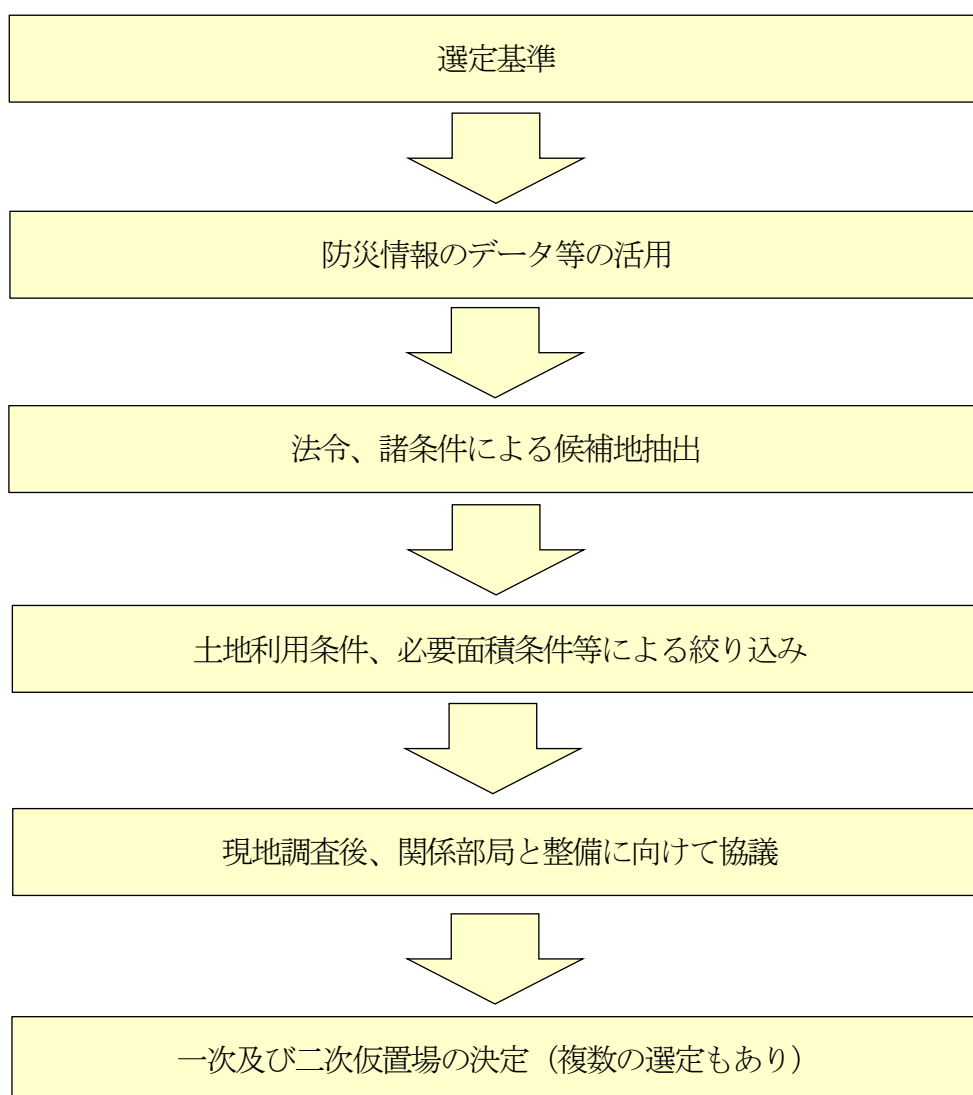 選定基準
防災情報のデータ等の活用
法令、諸条件による候補地抽出
土地利用条件、必要面積条件等による絞り込み
現地調査後、関係部局と整備に向けて協議
一次及び二次仮置場の決定（複数の選定もあり）